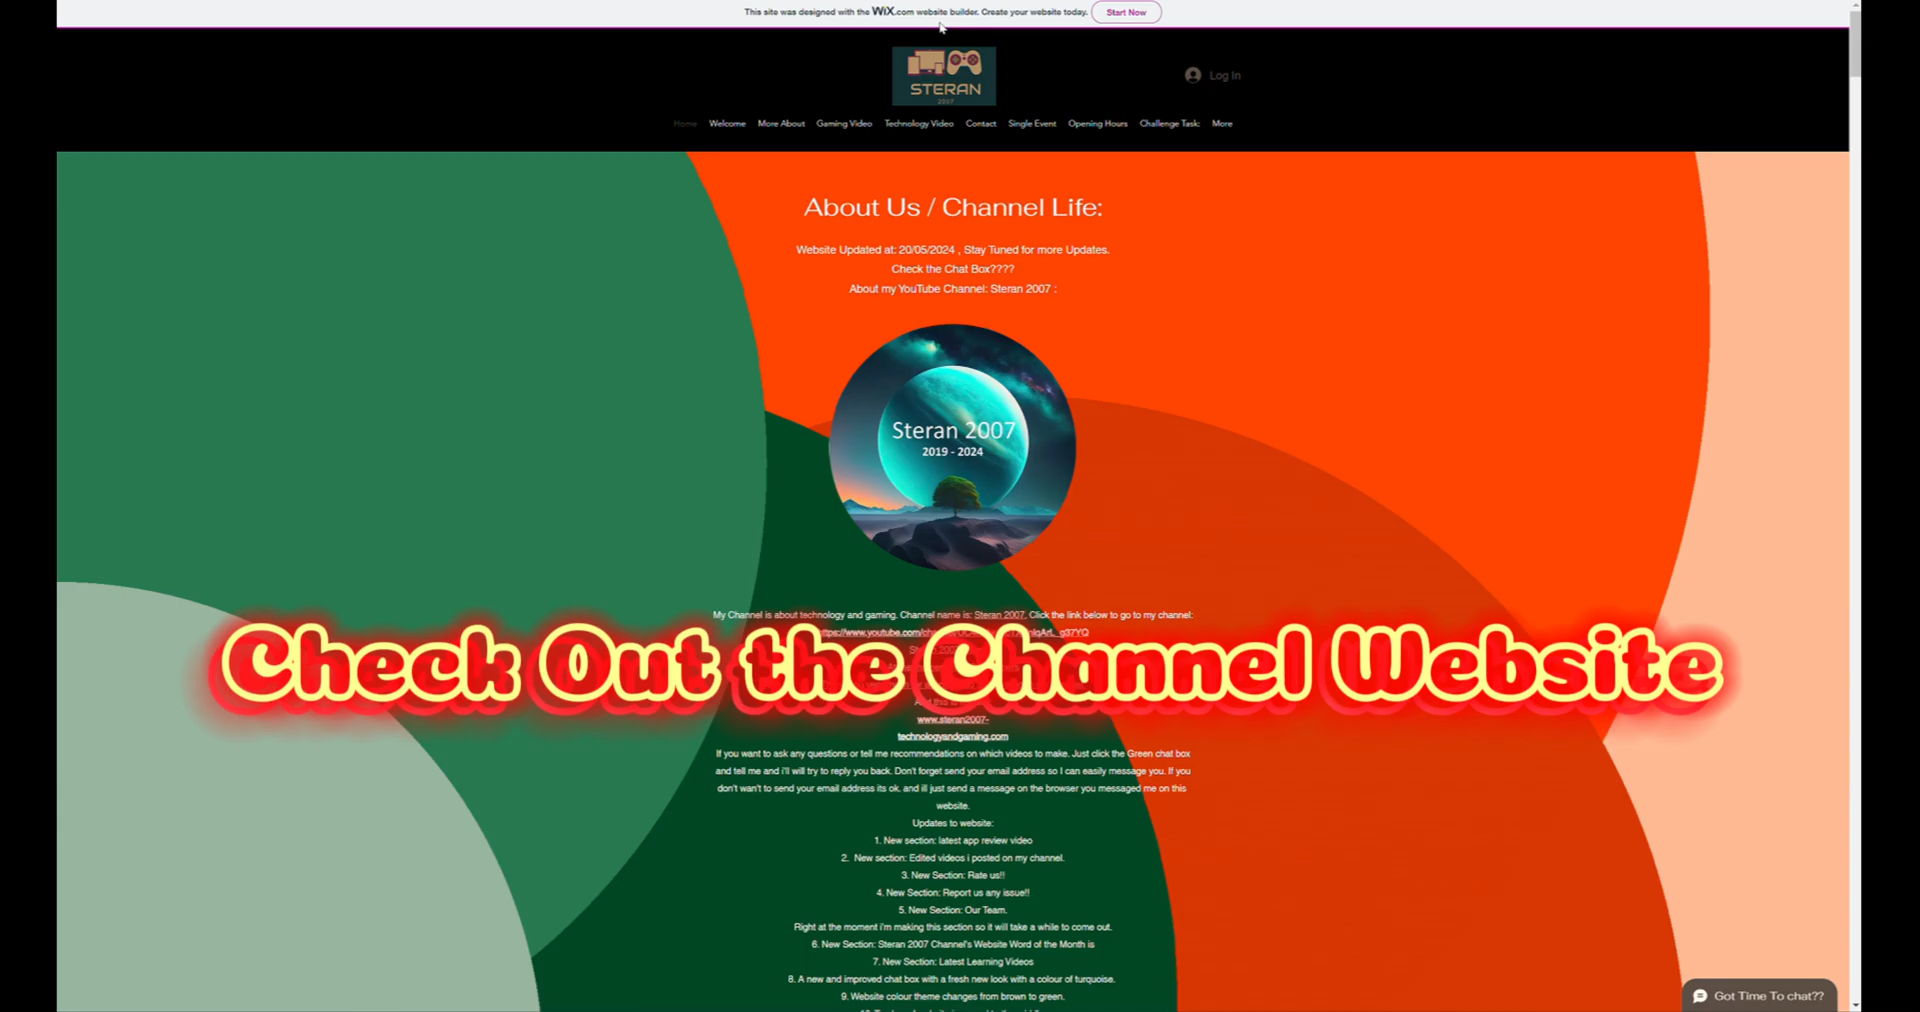 This site was designed with the WiX.com website builder. Create your website today. Start Now
STERAN
2007
Log In
Home Welcome More About Gaming Video Technology Video Contact Single Event Opening Hours Challenge Task: More
About Us / Channel Life:
Website Updated at: 20/05/2024 , Stay Tuned for more Updates.
Check the Chat Box????
About my YouTube Channel: Steran 2007 :
Steran 2007
2019 - 2024
My Channel is about technology and gaming. Channel name is: Steran 2007. Click the link below to go to my channel:
Check Out the Channel Website
www.steran2007-
technologyandgaming.com
If you want to ask any questions or tell me recommendations on which videos to make. Just click the Green chat box
and tell me and i'll will try to reply you back. Don't forget send your email address so I can easily message you. If you
don't wan't to send your email address its ok. and ill just send a message on the browser you messaged me on this
website.
Updates to website:
1. New section: latest app review video
2. New section: Edited videos i posted on my channel.
3. New Section: Rate us!!
4. New Section: Report us any issue!!
5. New Section: Our Team.
Right at the moment i'm making this section so it will take a while to come out.
6. New Section: Steran 2007 Channel's Website Word of the Month is
7. New Section: Latest Learning Videos
8. A new and improved chat box with a fresh new look with a colour of turquoise.
9. Website colour theme changes from brown to green.
Got Time To chat??